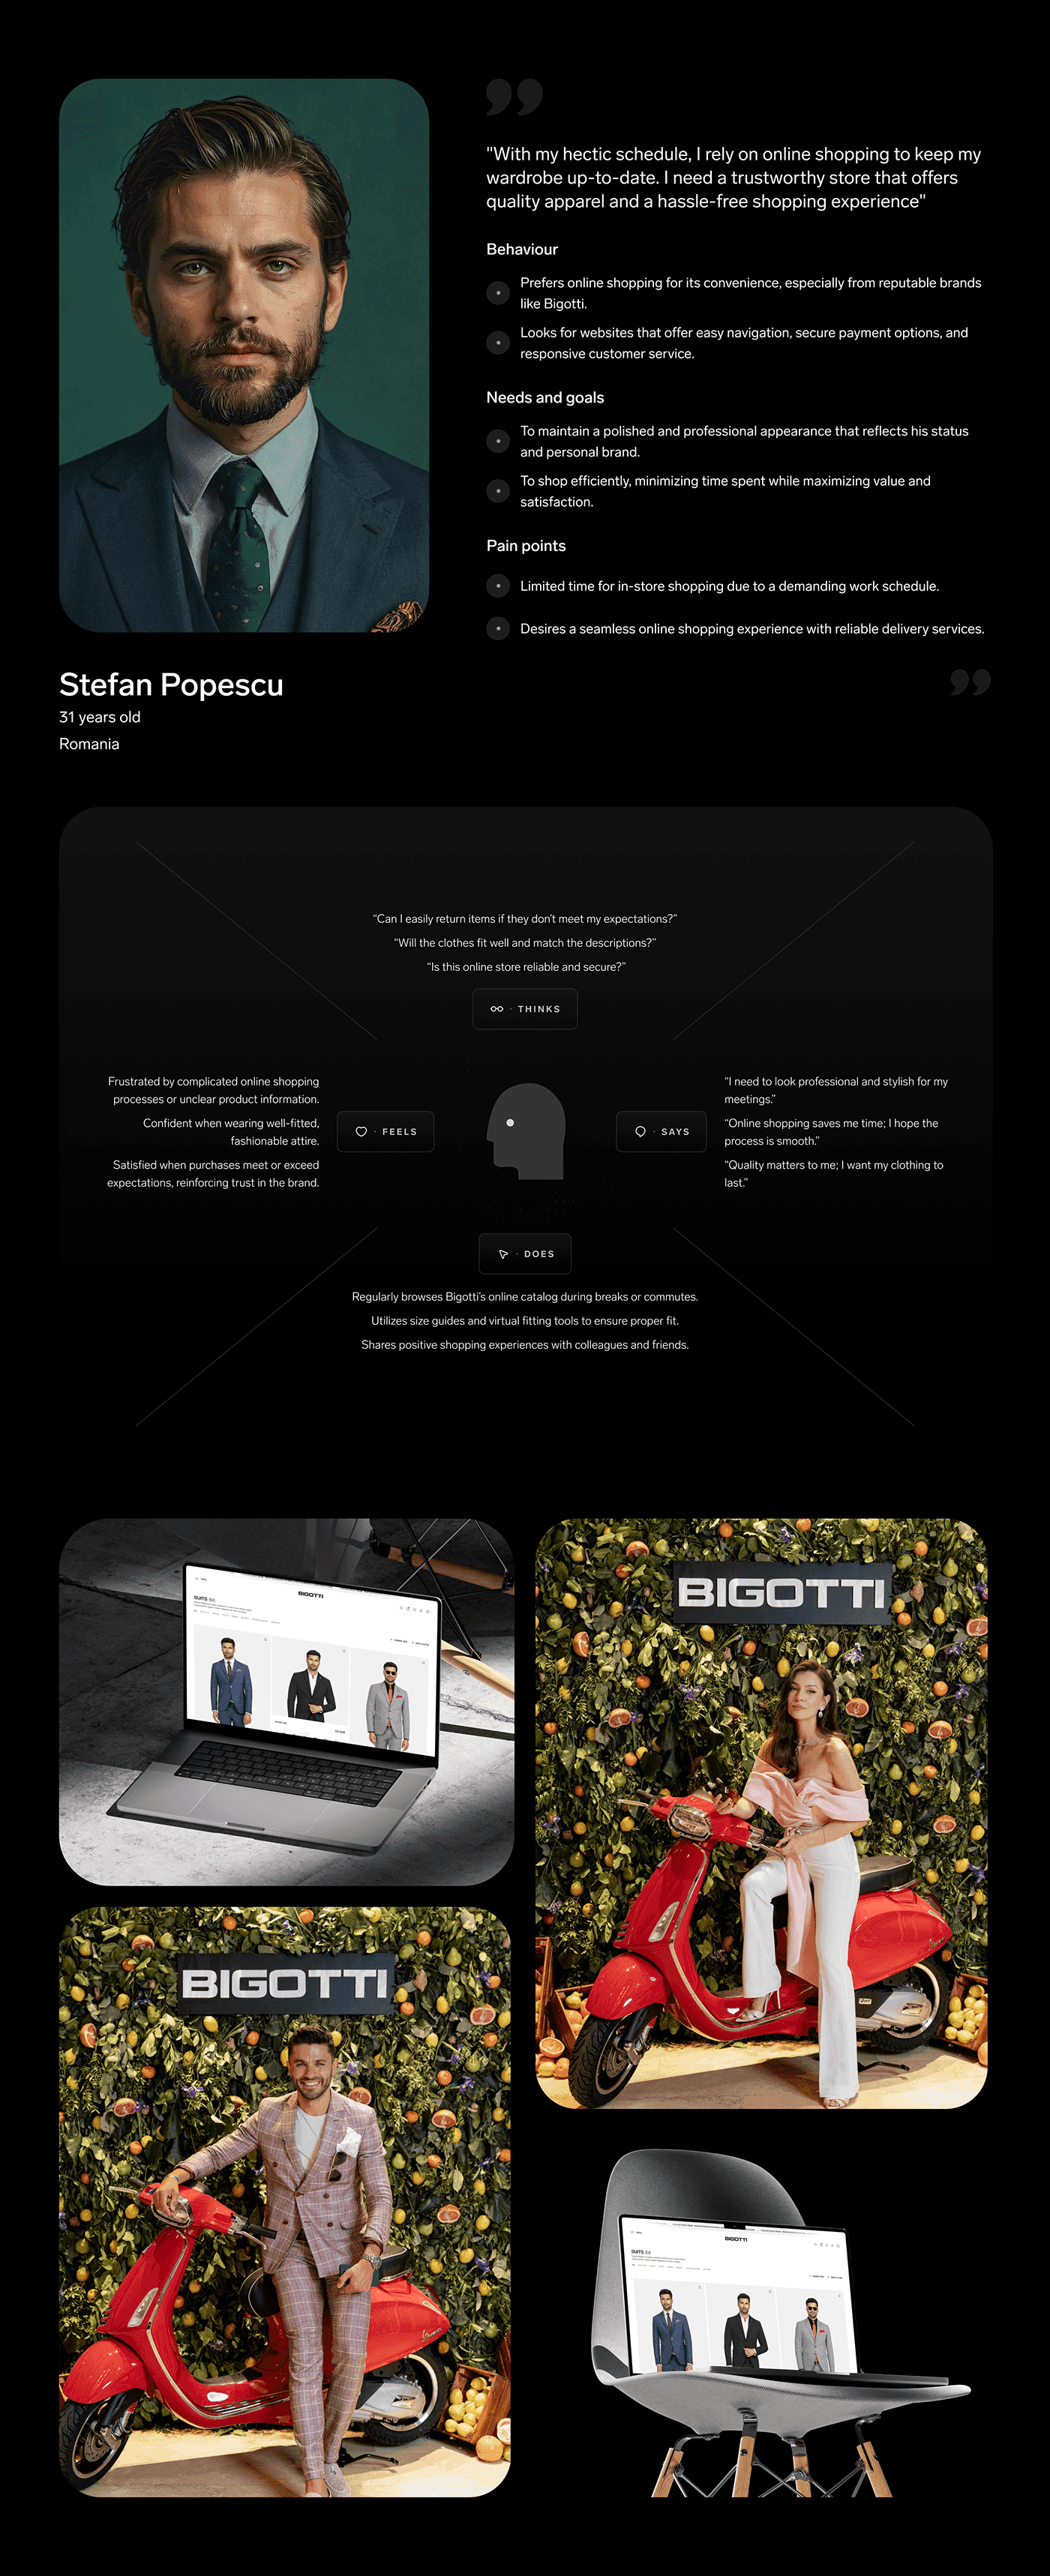 "With my hectic schedule, I rely on online shopping to keep my
wardrobe up-to-date. I need a trustworthy store that offers
quality apparel and a hassle-free shopping experience"
Behaviour
Prefers online shopping for its convenience, especially from reputable brands
like Bigotti.
Looks for websites that offer easy navigation, secure payment options, and
responsive customer service.
Needs and goals
To maintain a polished and professional appearance that reflects his status
and personal brand.
To shop efficiently, minimizing time spent while maximizing value and
satisfaction.
Pain points
Limited time for in-store shopping due to a demanding work schedule.
Desires a seamless online shopping experience with reliable delivery services.
Stefan Popescu
31 years old
Romania
“Can I easily return items if they don’t meet my expectations?”
“Will the clothes fit well and match the descriptions?”
“Is this online store reliable and secure?”
· THINKS
Frustrated by complicated online shopping
processes or unclear product information.
Confident when wearing well-fitted,
fashionable attire.
Satisfied when purchases meet or exceed
expectations, reinforcing trust in the brand.
· FEELS
· SAYS
“I need to look professional and stylish for my
meetings.”
“Online shopping saves me time; I hope the
process is smooth.”
“Quality matters to me; I want my clothing to
last.”
· DOES
Regularly browses Bigotti’s online catalog during breaks or commutes.
Utilizes size guides and virtual fitting tools to ensure proper fit.
Shares positive shopping experiences with colleagues and friends.
BIGOTTI
SUITS
BIGOTTI
BIGOTTI
BIGOTTI
SUITS